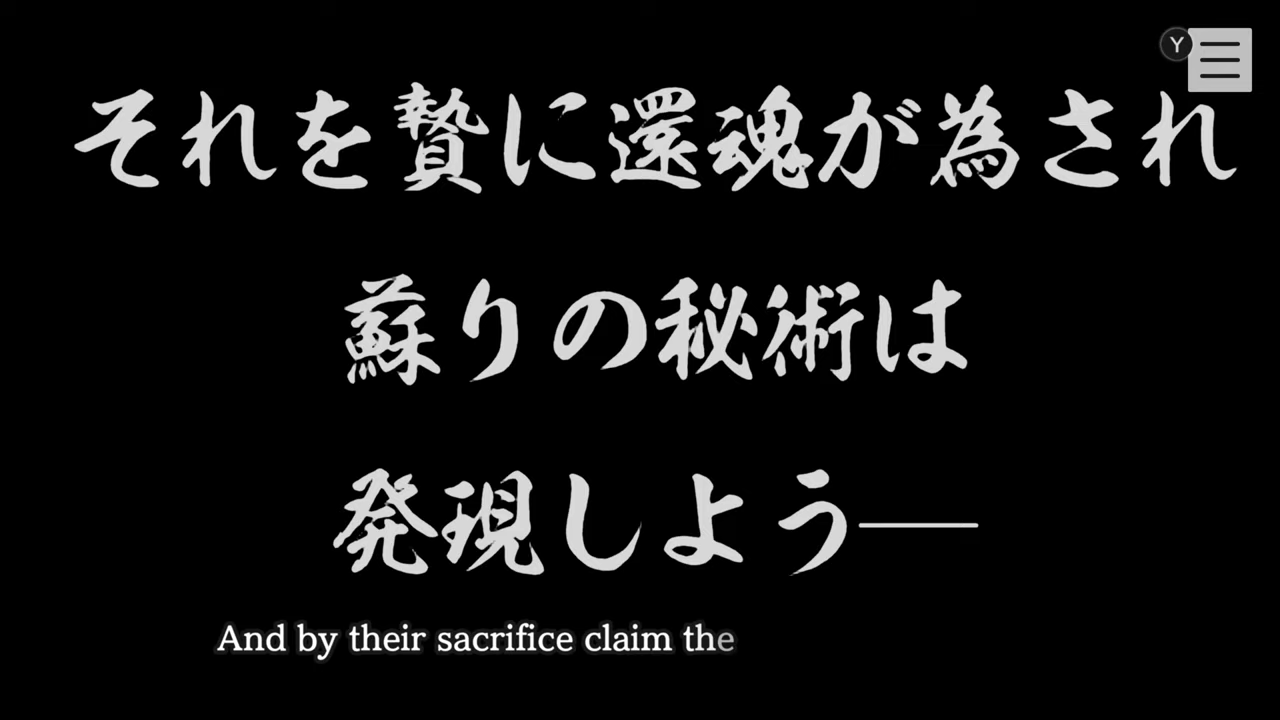 Y
それを贄に還魂が為され
蘇りの秘術は
発現しよう──
And by their sacrifice claim the